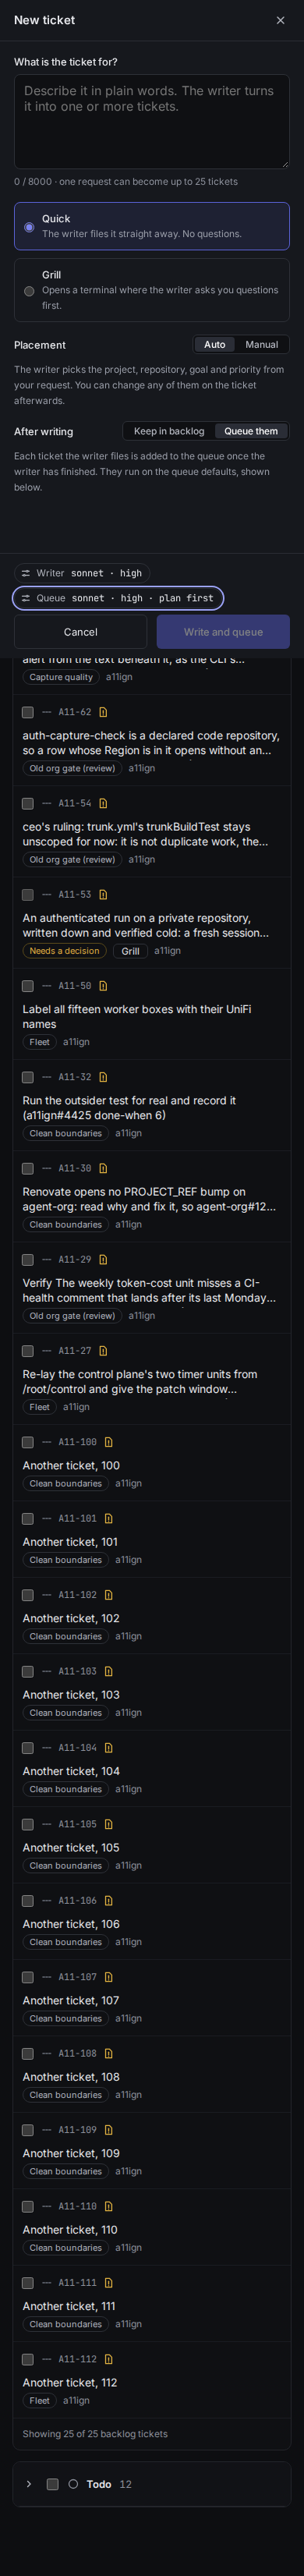 New ticket
What is the ticket for?
Describe it in plain words. The writer turns
it into one or more tickets.
0 / 8000 · one request can become up to 25 tickets
Quick
The writer files it straight away. No questions.
Grill
Opens a terminal where the writer asks you questions
first.
Placement
Auto
Manual
The writer picks the project, repository, goal and priority from
your request. You can change any of them on the ticket
afterwards.
After writing
Keep in backlog
Queue them
Each ticket the writer files is added to the queue once the
writer has finished. They run on the queue defaults, shown
below.
Writer sonnet · high
Queue sonnet · high · plan first
Cancel
Write and queue
alert from the text beneath it, as the CLI's...
Capture quality a11ign
A11-62
auth-capture-check is a declared code repository,
so a row whose Region is in it opens without an...
Old org gate (review) a11ign
A11-54
ceo's ruling: trunk.yml's trunkBuildTest stays
unscoped for now: it is not duplicate work, the...
Old org gate (review) a11ign
A11-53
An authenticated run on a private repository,
written down and verified cold: a fresh session...
Needs a decision Grill a11ign
A11-50
Label all fifteen worker boxes with their UniFi
names
Fleet a11ign
A11-32
Run the outsider test for real and record it
(a11ign#4425 done-when 6)
Clean boundaries a11ign
A11-30
Renovate opens no PROJECT_REF bump on
agent-org: read why and fix it, so agent-org#12...
Clean boundaries a11ign
A11-29
Verify The weekly token-cost unit misses a CI-
health comment that lands after its last Monday...
Old org gate (review) a11ign
A11-27
Re-lay the control plane's two timer units from
/root/control and give the patch window...
Fleet a11ign
A11-100
Another ticket, 100
Clean boundaries a11ign
A11-101
Another ticket, 101
Clean boundaries a11ign
A11-102
Another ticket, 102
Clean boundaries a11ign
A11-103
Another ticket, 103
Clean boundaries a11ign
A11-104
Another ticket, 104
Clean boundaries a11ign
A11-105
Another ticket, 105
Clean boundaries a11ign
A11-106
Another ticket, 106
Clean boundaries a11ign
A11-107
Another ticket, 107
Clean boundaries a11ign
A11-108
Another ticket, 108
Clean boundaries a11ign
A11-109
Another ticket, 109
Clean boundaries a11ign
A11-110
Another ticket, 110
Clean boundaries a11ign
A11-111
Another ticket, 111
Clean boundaries a11ign
A11-112
Another ticket, 112
Fleet a11ign
Showing 25 of 25 backlog tickets
Todo 12